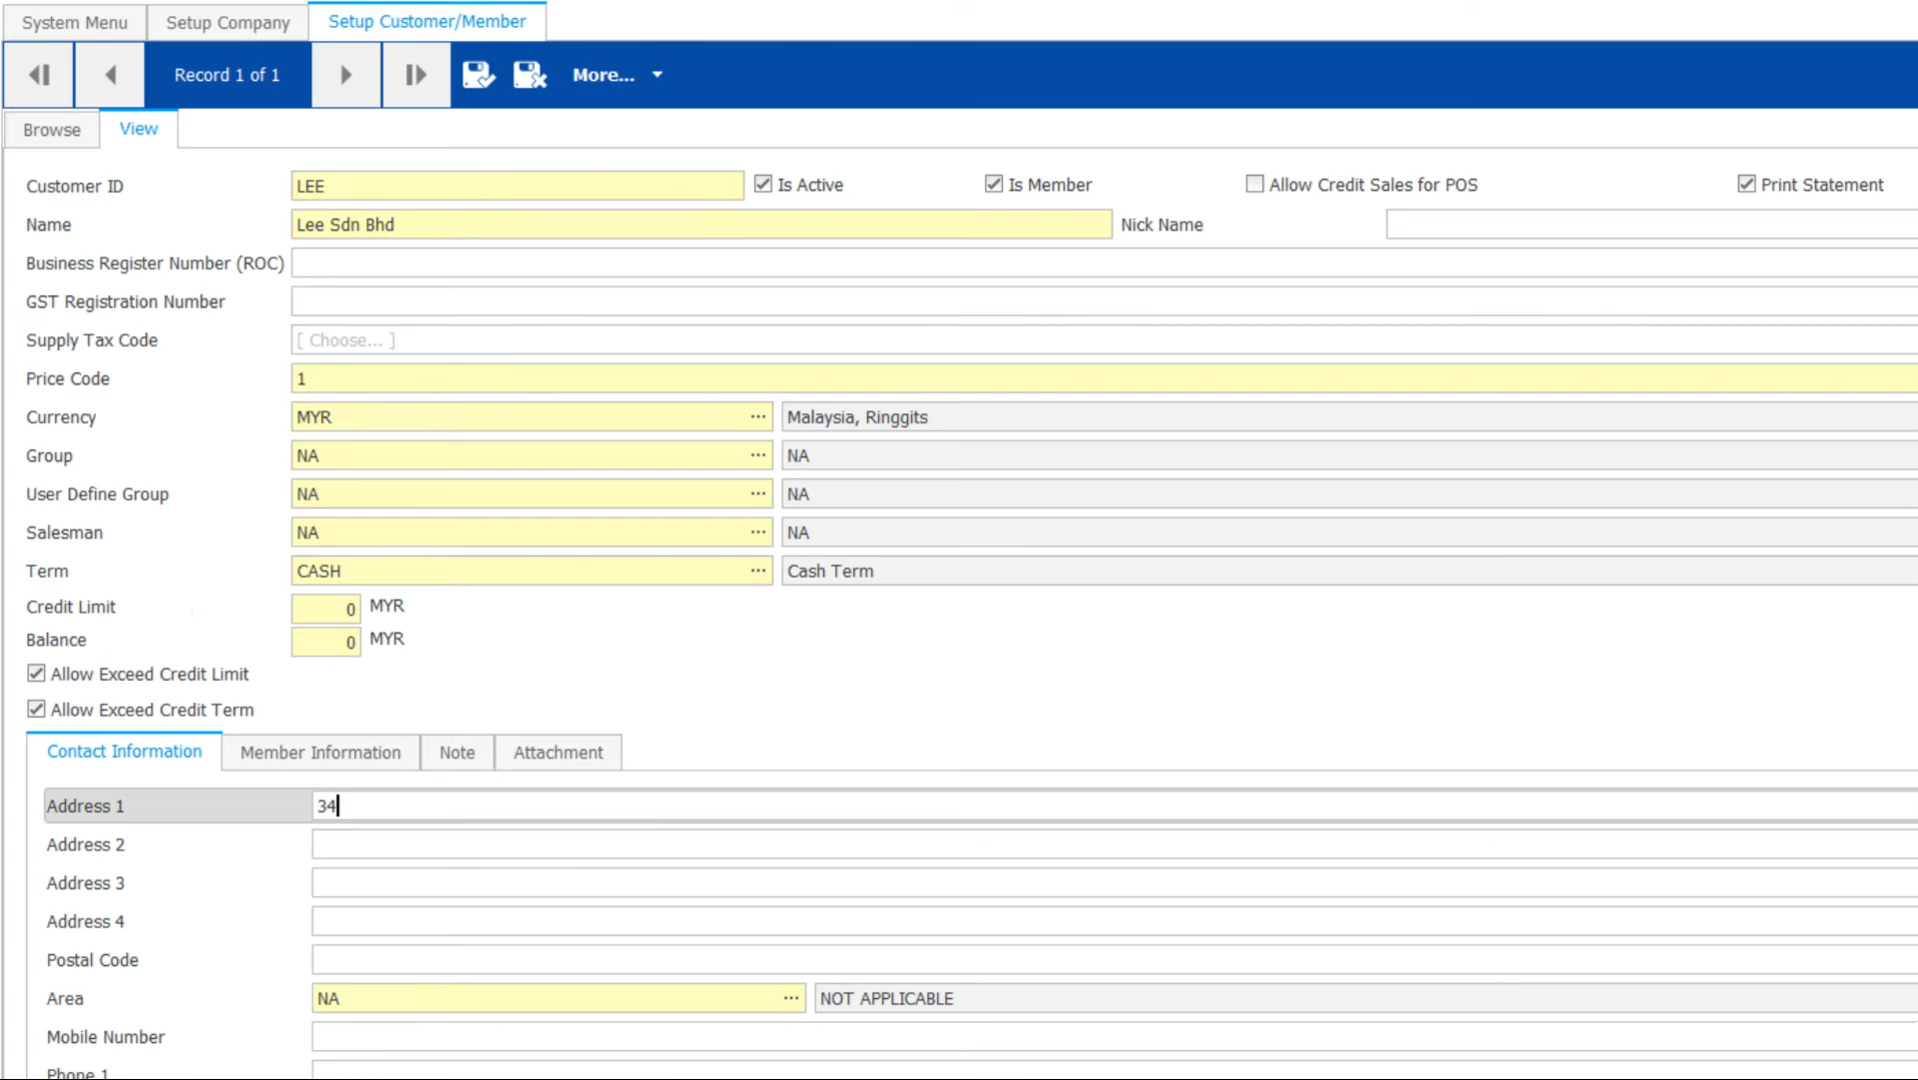 System Menu Setup Company Setup Customer/Member
Record 1 of 1 More...
Browse View
Customer ID LEE Is Active Is Member Allow Credit Sales for POS Print Statement
Name Lee Sdn Bhd Nick Name
Business Register Number (ROC)
GST Registration Number
Supply Tax Code [ Choose... ]
Price Code 1
Currency MYR ... Malaysia, Ringgits
Group NA ... NA
User Define Group NA ... NA
Salesman NA ... NA
Term CASH ... Cash Term
Credit Limit 0 MYR
Balance 0 MYR
Allow Exceed Credit Limit
Allow Exceed Credit Term
Contact Information Member Information Note Attachment
Address 1 34
Address 2
Address 3
Address 4
Postal Code
Area NA ... NOT APPLICABLE
Mobile Number
Phone 1